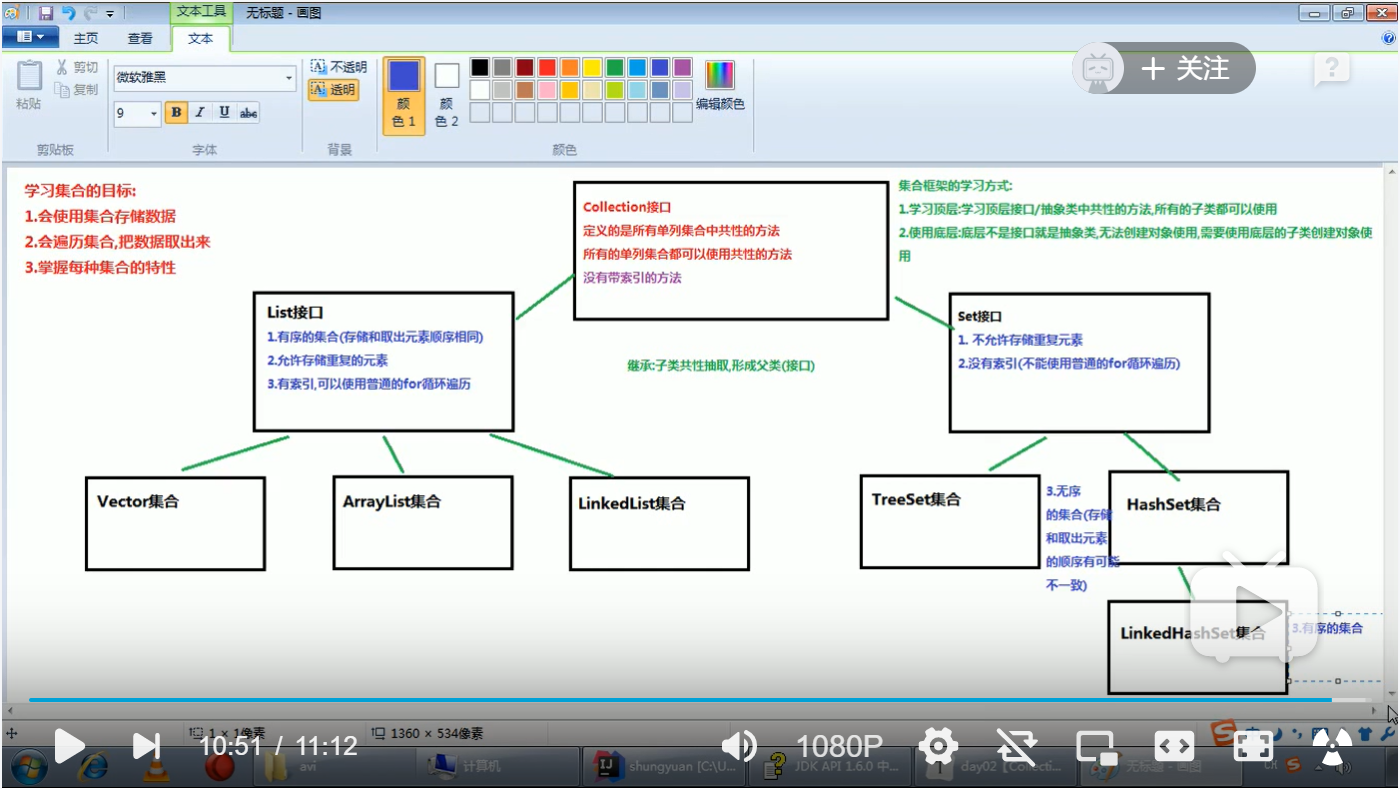 文本工具
无标题 - 画图
主页
查看
文本
粘贴
剪切
复制
剪贴板
微软雅黑
9
B I U abc
字体
不透明
透明
背景
颜
色 1
颜
色 2
编辑颜色
颜色
+ 关注
?
学习集合的目标:
1.会使用集合存储数据
2.会遍历集合,把数据取出来
3.掌握每种集合的特性
Collection接口
定义的是所有单列集合中共性的方法
所有的单列集合都可以使用共性的方法
没有带索引的方法
集合框架的学习方式:
1.学习顶层:学习顶层接口/抽象类中共性的方法,所有的子类都可以使用
2.使用底层:底层不是接口就是抽象类,无法创建对象使用,需要使用底层的子类创建对象使
用
List接口
1.有序的集合(存储和取出元素顺序相同)
2.允许存储重复的元素
3.有索引,可以使用普通的for循环遍历
继承:子类共性抽取,形成父类(接口)
Set接口
1. 不允许存储重复元素
2.没有索引(不能使用普通的for循环遍历)
Vector集合
ArrayList集合
LinkedList集合
TreeSet集合
3.无序
的集合(存储
和取出元素
的顺序有可能
不一致)
HashSet集合
LinkedHashSet集合
3.有序的集合
1 × 1像素
1360 × 534像素
10:51 / 11:12
1080P
avi
计算机
shungyuan [C:\U...
JDK API 1.6.0 中...
day02【Collecti...
无标题 - 画图
CH